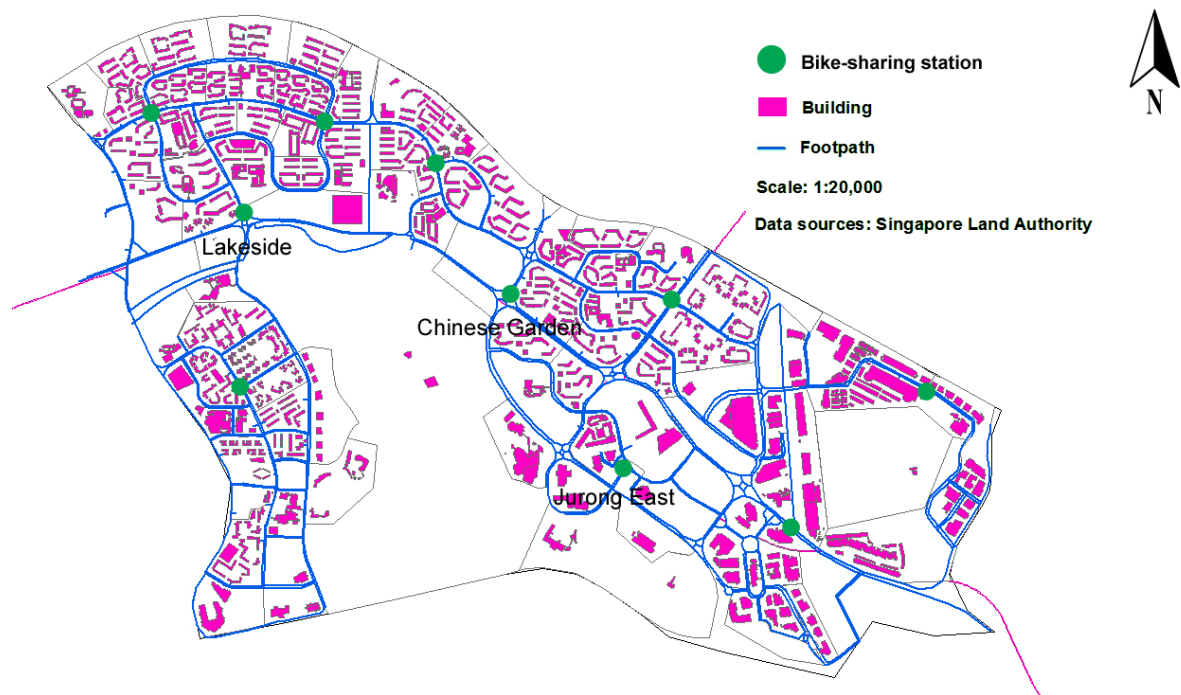 Bike-sharing station
Building
Footpath
Scale: 1:20,000
Data sources: Singapore Land Authority
N
Lakeside
Chinese Garden
Jurong East